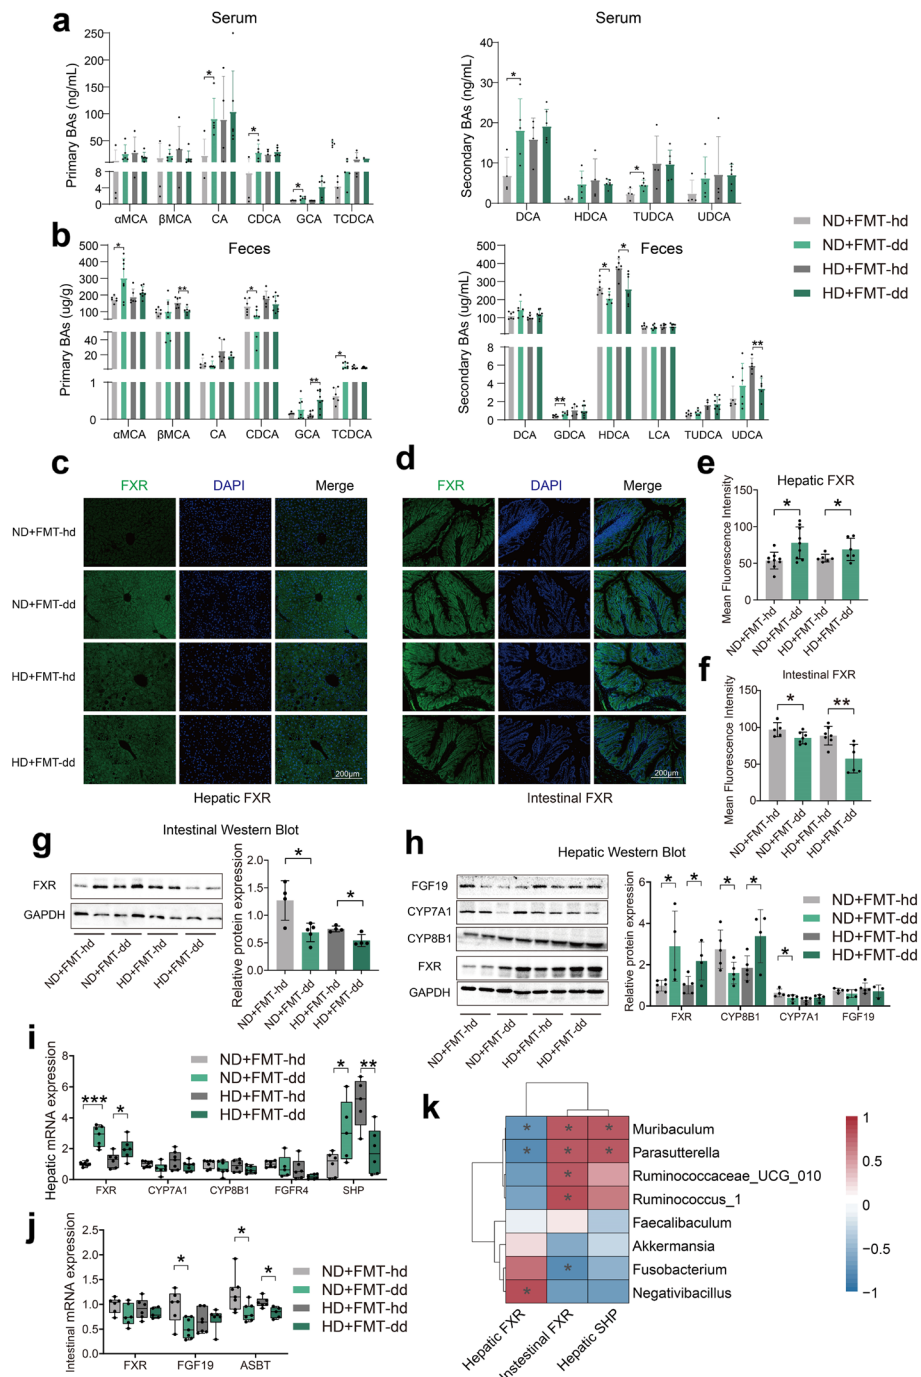 a
Serum
Serum
Primary BAs (ng/mL)
250
200
150
100
50
8
4
0
* * *
αMCA βMCA CA CDCA GCA TCDCA
Secondary BAs (ng/mL)
40
30
20
10
0
* *
DCA HDCA TUDCA UDCA
ND+FMT-hd
ND+FMT-dd
HD+FMT-hd
HD+FMT-dd
b
Feces
Feces
Primary BAs (ug/g)
500
400
300
200
100
50
20
1
0
* ** * ** *
αMCA βMCA CA CDCA GCA TCDCA
Secondary BAs (ug/mL)
500
400
300
200
100
50
8
6
4
2
0
** * * **
DCA GDCA HDCA LCA TUDCA UDCA
c
FXR DAPI Merge
ND+FMT-hd
ND+FMT-dd
HD+FMT-hd
HD+FMT-dd
200μm
Hepatic FXR
d
FXR DAPI Merge
ND+FMT-hd
ND+FMT-dd
HD+FMT-hd
HD+FMT-dd
200μm
Intestinal FXR
e
Hepatic FXR
Mean Fluorescence Intensity
150
100
50
0
* *
ND+FMT-hd
ND+FMT-dd
HD+FMT-hd
HD+FMT-dd
f
Intestinal FXR
Mean Fluorescence Intensity
150
100
50
0
* **
ND+FMT-hd
ND+FMT-dd
HD+FMT-hd
HD+FMT-dd
g
Intestinal Western Blot
FXR
GAPDH
ND+FMT-hd
ND+FMT-dd
HD+FMT-hd
HD+FMT-dd
Relative protein expression
2.0
1.5
1.0
0.5
0.0
* *
ND+FMT-hd
ND+FMT-dd
HD+FMT-hd
HD+FMT-dd
h
Hepatic Western Blot
FGF19
CYP7A1
CYP8B1
FXR
GAPDH
ND+FMT-hd
ND+FMT-dd
HD+FMT-hd
HD+FMT-dd
Relative protein expression
6
4
2
0
* * * * *
FXR CYP8B1 CYP7A1 FGF19
ND+FMT-hd
ND+FMT-dd
HD+FMT-hd
HD+FMT-dd
i
Hepatic mRNA expression
8
6
4
2
0
*** * * **
FXR CYP7A1 CYP8B1 FGFR4 SHP
ND+FMT-hd
ND+FMT-dd
HD+FMT-hd
HD+FMT-dd
j
Intestinal mRNA expression
2.5
2.0
1.5
1.0
0.5
0.0
* * *
FXR FGF19 ASBT
ND+FMT-hd
ND+FMT-dd
HD+FMT-hd
HD+FMT-dd
k
* * * Muribaculum
* * * Parasutterella
* Ruminococcaceae_UCG_010
* Ruminococcus_1
Faecalibaculum
Akkermansia
* Fusobacterium
* Negativibacillus
Hepatic FXR
Instestinal FXR
Hepatic SHP
1
0.5
0
−0.5
−1